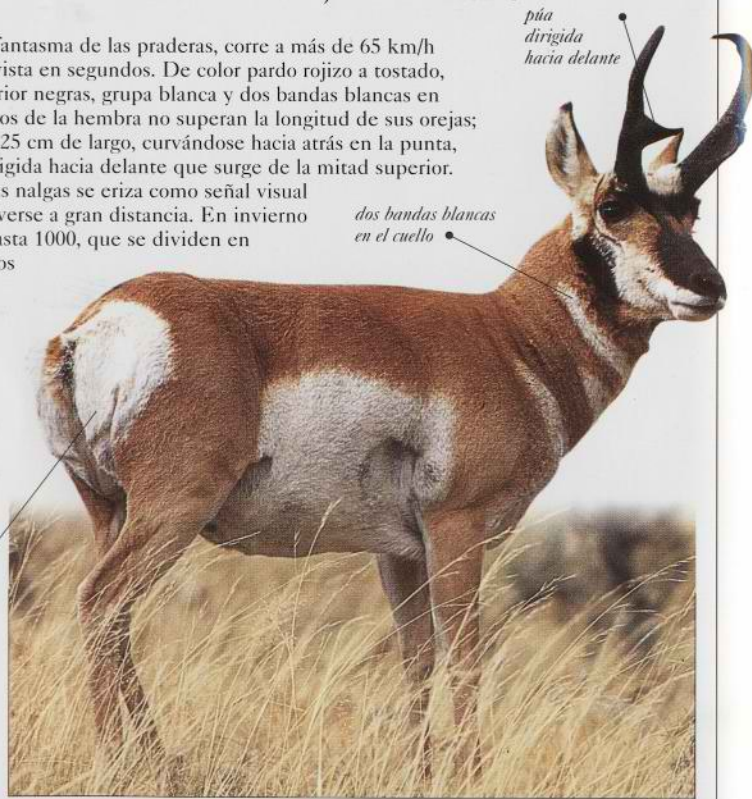 púa
dirigida
hacia delante
fantasma de las praderas, corre a más de 65 km/h
vista en segundos. De color pardo rojizo a tostado,
rior negras, grupa blanca y dos bandas blancas en
os de la hembra no superan la longitud de sus orejas;
25 cm de largo, curvándose hacia atrás en la punta,
igida hacia delante que surge de la mitad superior.
s nalgas se eriza como señal visual
verse a gran distancia. En invierno
sta 1000, que se dividen en
os
dos bandas blancas
en el cuello